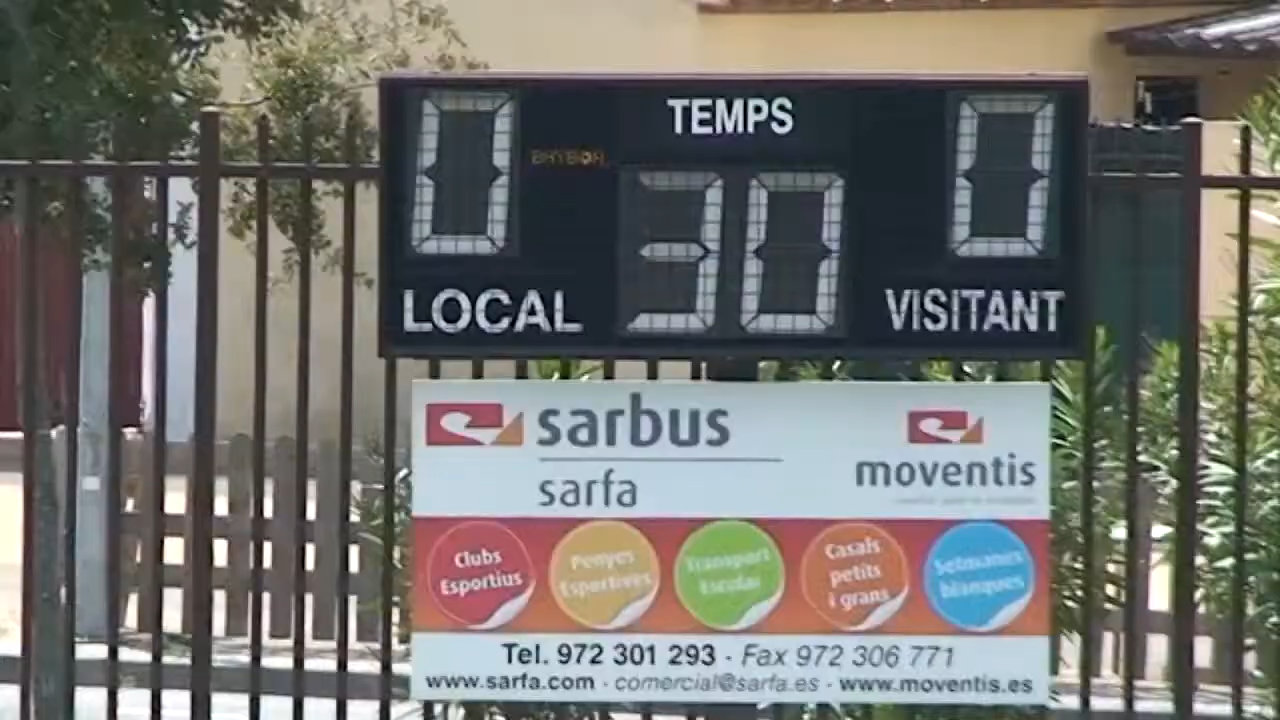 TEMPS
0 0
30
LOCAL VISITANT
sarbus
sarfa
moventis
Clubs Esportius
Penyes Esportives
Transport Escolar
Casals petits i grans
Setmanes blanques
Tel. 972 301 293 - Fax 972 306 771
www.sarfa.com - comercial@sarfa.es - www.moventis.es